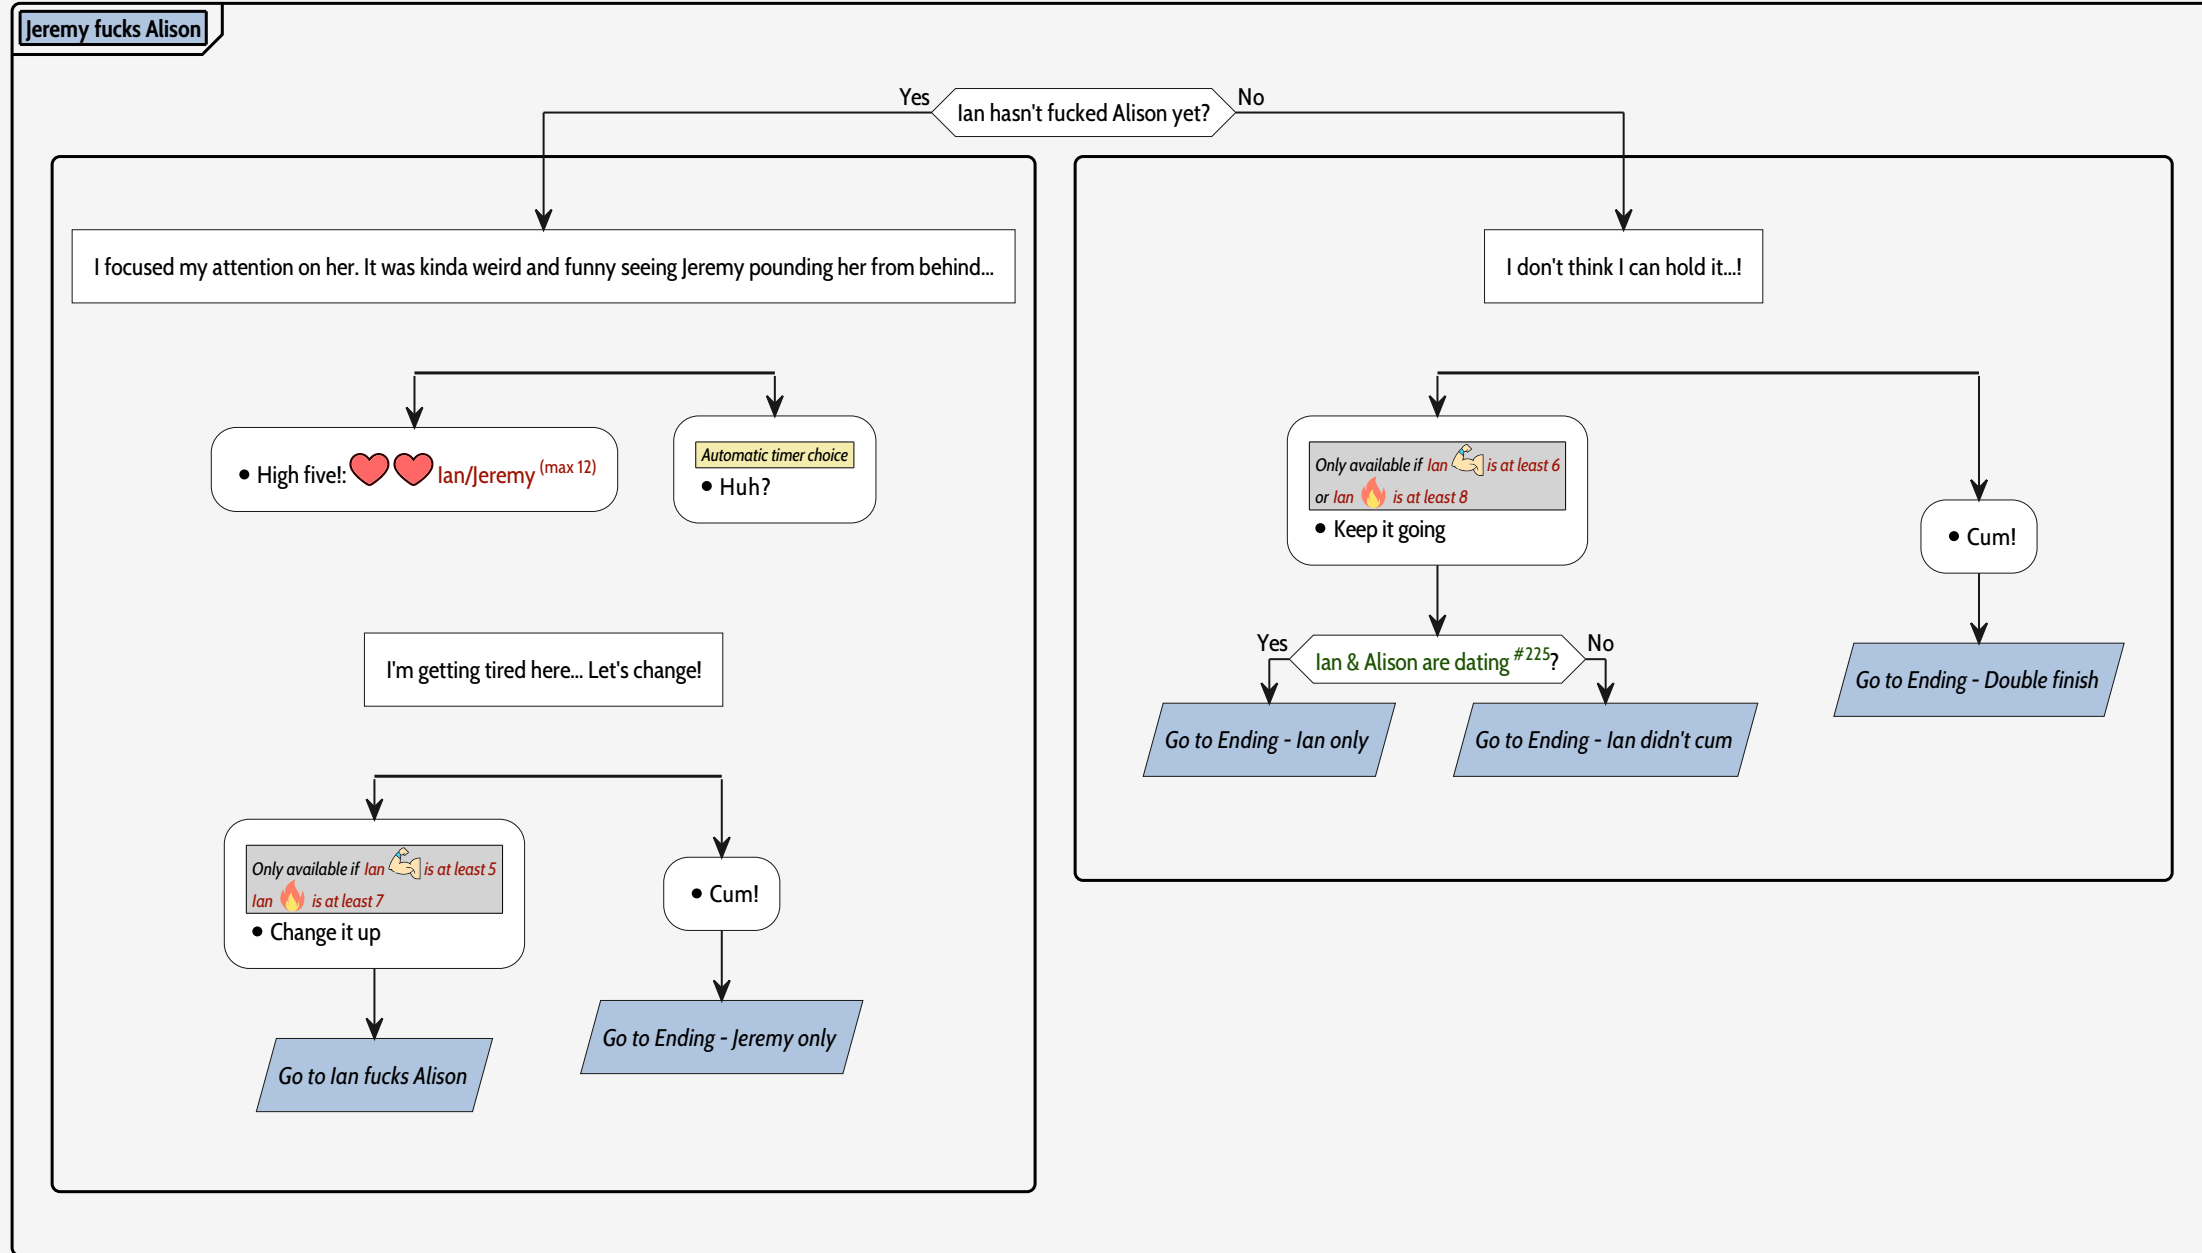 Jeremy fucks Alison
Yes
Ian hasn't fucked Alison yet?
No
I focused my attention on her. It was kinda weird and funny seeing Jeremy pounding her from behind...
• High five!: Ian/Jeremy (max 12)
Automatic timer choice
• Huh?
I'm getting tired here... Let's change!
Only available if Ian is at least 5
Ian is at least 7
• Change it up
Go to Ian fucks Alison
• Cum!
Go to Ending - Jeremy only
I don't think I can hold it...!
Only available if Ian is at least 6
or Ian is at least 8
• Keep it going
Yes
Ian & Alison are dating #225?
No
Go to Ending - Ian only
Go to Ending - Ian didn't cum
• Cum!
Go to Ending - Double finish